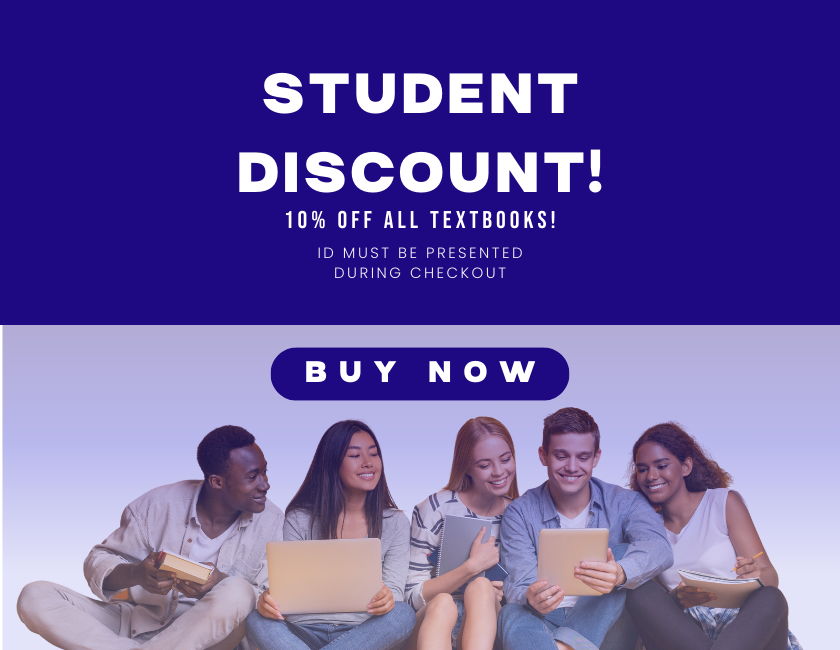 STUDENT
DISCOUNT!
10% OFF ALL TEXTBOOKS!
ID MUST BE PRESENTED
DURING CHECKOUT
BUY NOW